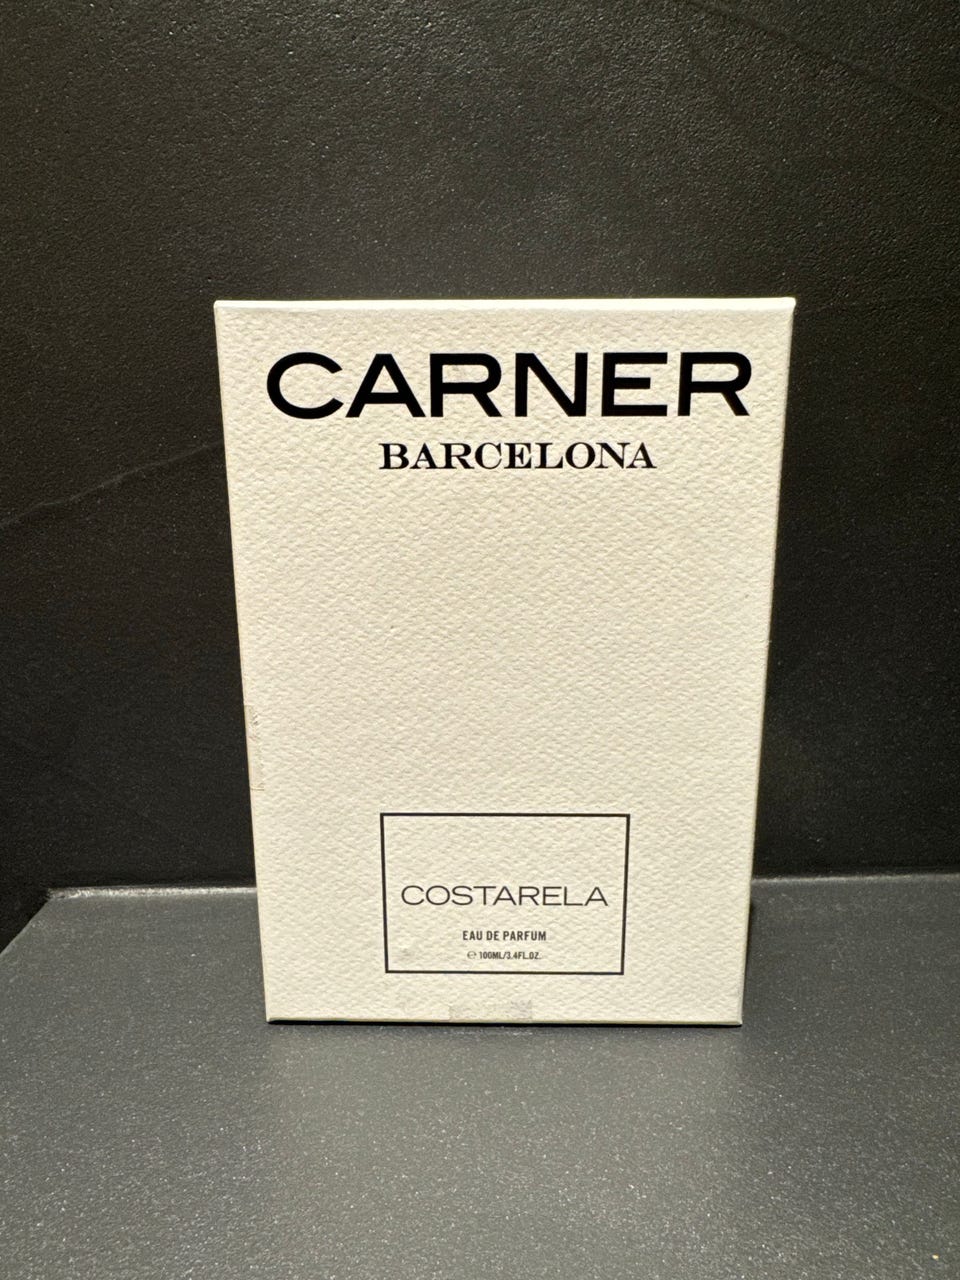 CARNER
BARCELONA
COSTARELA
EAU DE PARFUM
℮ 100ML/3.4FL.OZ.